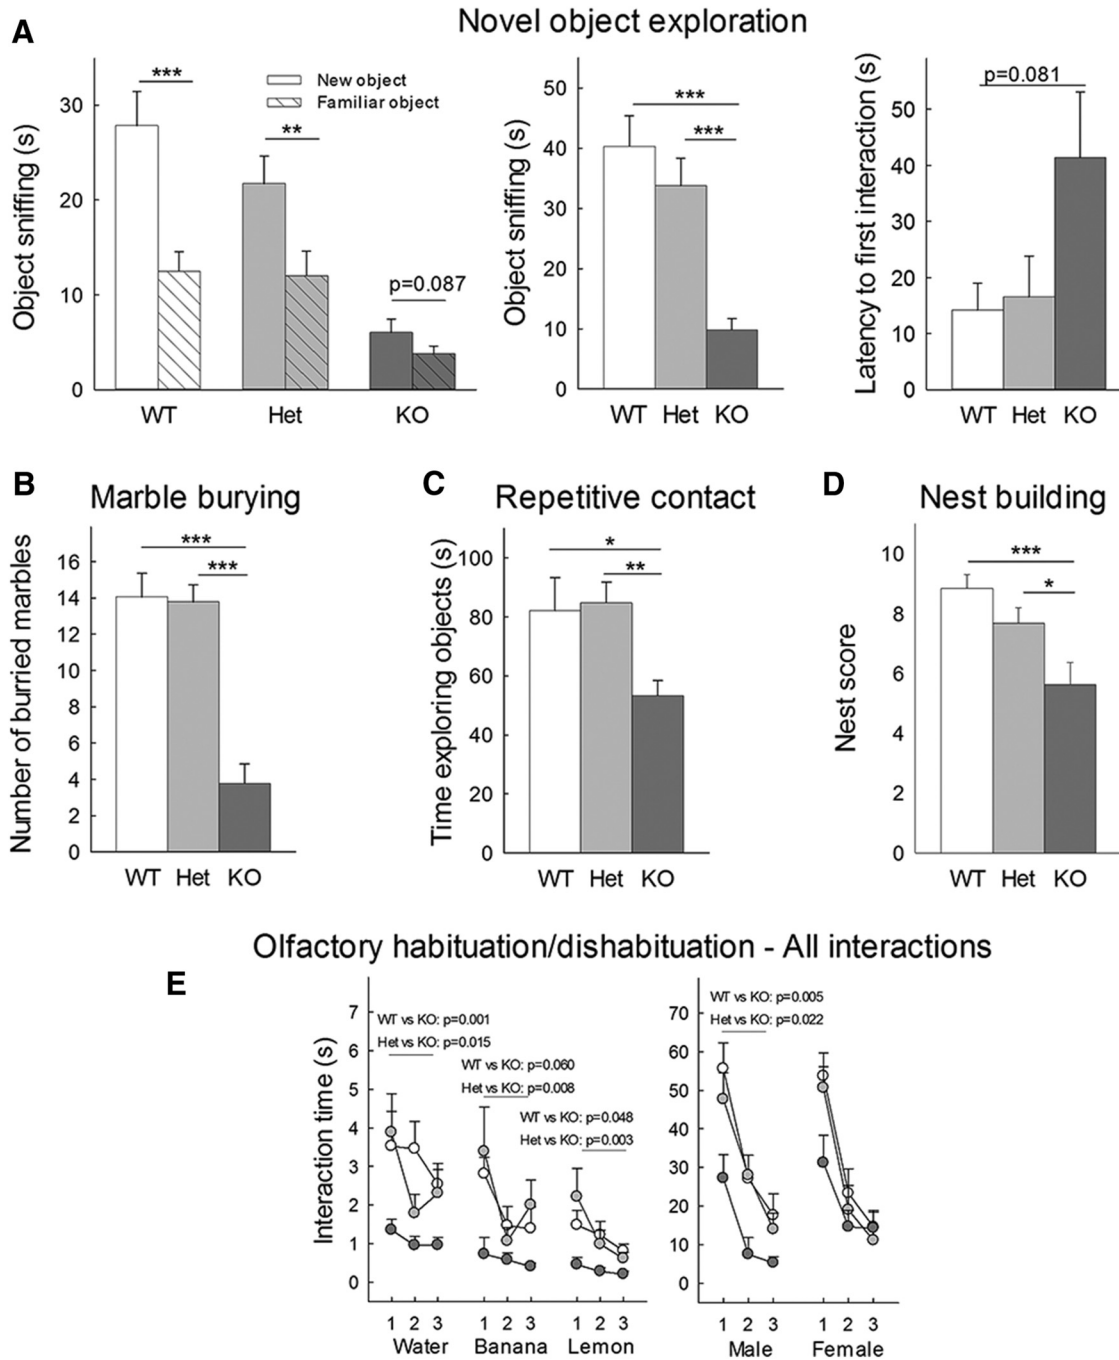 Novel object exploration
A
Object sniffing (s)
30
20
10
0
***
**
p=0.087
New object
Familiar object
WT Het KO
Object sniffing (s)
50
40
30
20
10
0
***
***
WT Het KO
Latency to first interaction (s)
50
40
30
20
10
0
p=0.081
WT Het KO
B
Marble burying
Number of burried marbles
16
14
12
10
8
6
4
2
0
***
***
WT Het KO
C
Repetitive contact
Time exploring objects (s)
100
80
60
40
20
0
*
**
WT Het KO
D
Nest building
Nest score
10
8
6
4
2
0
***
*
WT Het KO
Olfactory habituation/dishabituation - All interactions
E
Interaction time (s)
7
6
5
4
3
2
1
0
WT vs KO: p=0.001
Het vs KO: p=0.015
WT vs KO: p=0.060
Het vs KO: p=0.008
WT vs KO: p=0.048
Het vs KO: p=0.003
1 2 3 1 2 3 1 2 3
Water Banana Lemon
70
60
50
40
30
20
10
0
WT vs KO: p=0.005
Het vs KO: p=0.022
1 2 3 1 2 3
Male Female